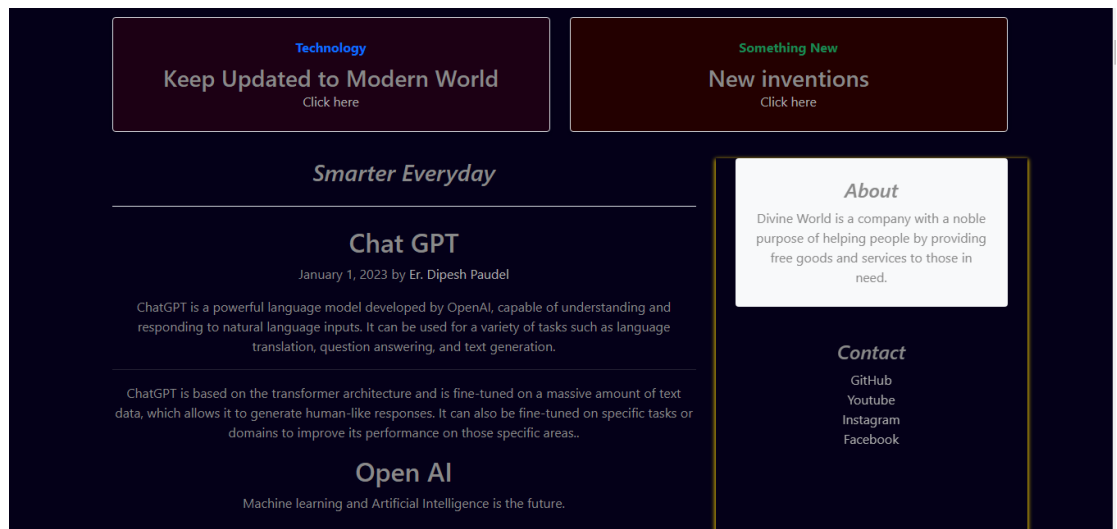 Technology
Keep Updated to Modern World
Click here
Something New
New inventions
Click here
Smarter Everyday
Chat GPT
January 1, 2023 by Er. Dipesh Paudel
ChatGPT is a powerful language model developed by OpenAI, capable of understanding and
responding to natural language inputs. It can be used for a variety of tasks such as language
translation, question answering, and text generation.
ChatGPT is based on the transformer architecture and is fine-tuned on a massive amount of text
data, which allows it to generate human-like responses. It can also be fine-tuned on specific tasks or
domains to improve its performance on those specific areas..
Open AI
Machine learning and Artificial Intelligence is the future.
About
Divine World is a company with a noble
purpose of helping people by providing
free goods and services to those in
need.
Contact
GitHub
Youtube
Instagram
Facebook